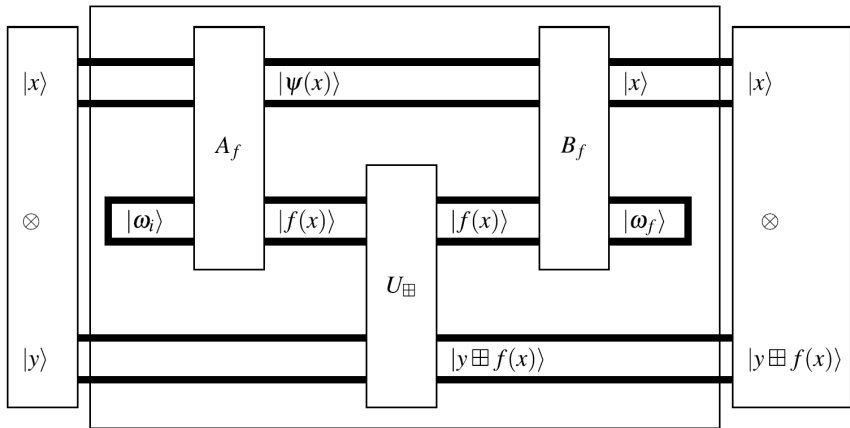 |x⟩ |ψ(x)⟩ |x⟩ |x⟩
A_f B_f
⊗ |ω_i⟩ |f(x)⟩ |f(x)⟩ |ω_f⟩ ⊗
U_⊞
|y⟩ |y ⊞ f(x)⟩ |y ⊞ f(x)⟩